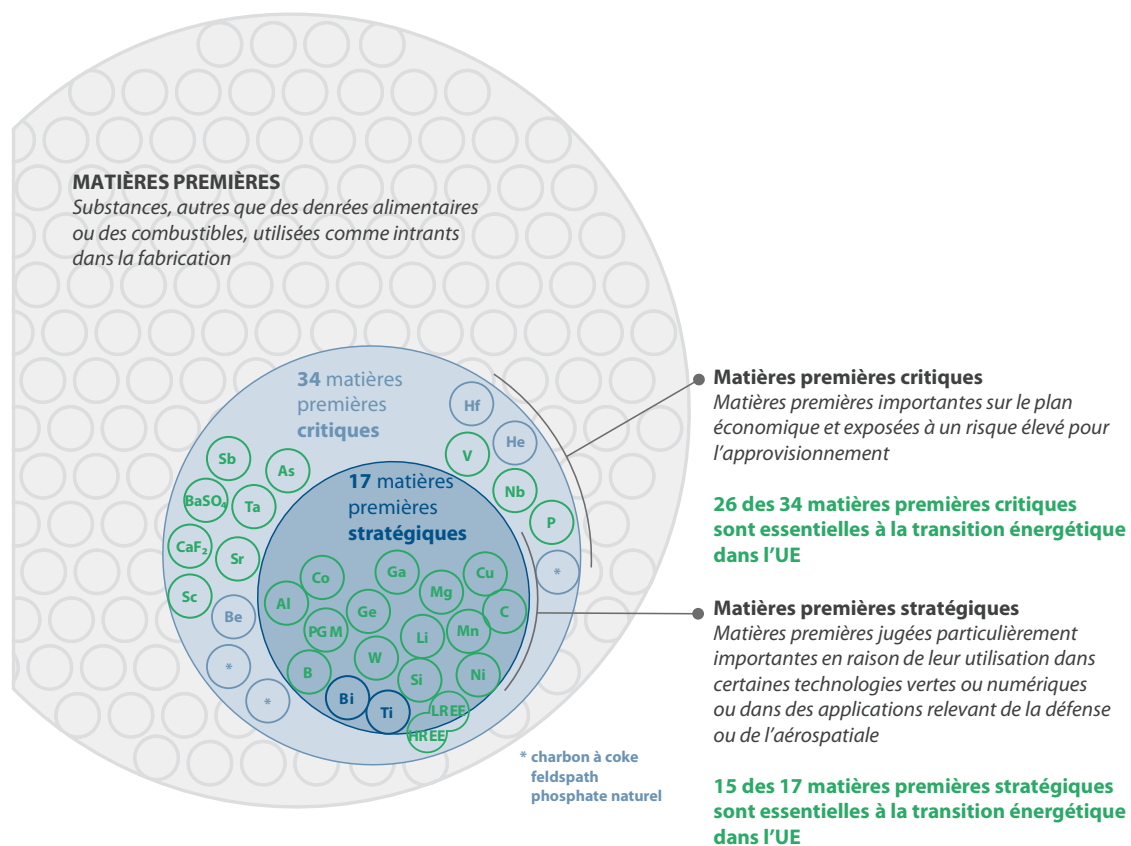 MATIÈRES PREMIÈRES
Substances, autres que des denrées alimentaires
ou des combustibles, utilisées comme intrants
dans la fabrication
34 matières
premières
critiques
Hf
He
V
Nb
P
*
Sb
As
BaSO₄
Ta
CaF₂
Sr
Sc
Be
*
*
17 matières
premières
stratégiques
Co
Ga
Cu
Al
Ge
Mg
C
PGM
Li
Mn
B
W
Si
Ni
Bi
Ti
LREE
HREE
* charbon à coke
feldspath
phosphate naturel
Matières premières critiques
Matières premières importantes sur le plan
économique et exposées à un risque élevé pour
l’approvisionnement
26 des 34 matières premières critiques
sont essentielles à la transition énergétique
dans l’UE
Matières premières stratégiques
Matières premières jugées particulièrement
importantes en raison de leur utilisation dans
certaines technologies vertes ou numériques
ou dans des applications relevant de la défense
ou de l’aérospatiale
15 des 17 matières premières stratégiques
sont essentielles à la transition énergétique
dans l’UE